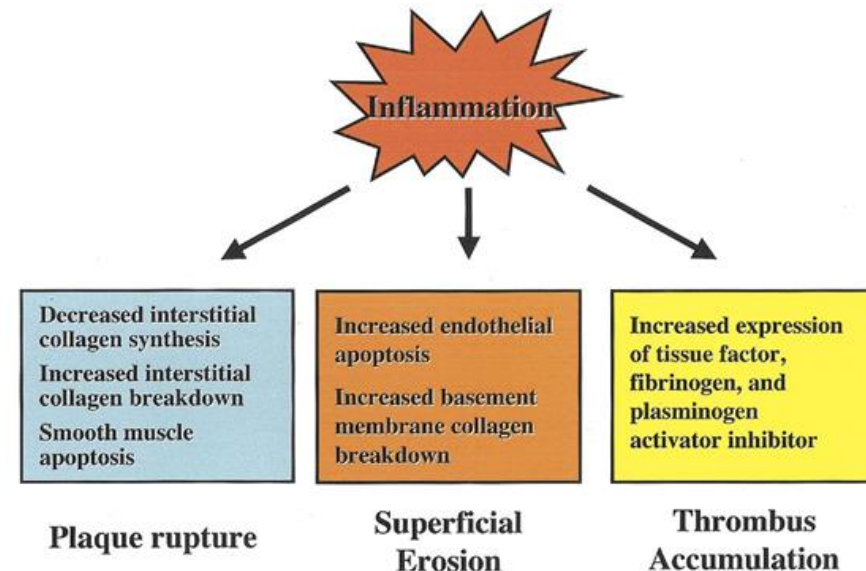 Inflammation
Decreased interstitial
collagen synthesis
Increased interstitial
collagen breakdown
Smooth muscle
apoptosis
Increased endothelial
apoptosis
Increased basement
membrane collagen
breakdown
Increased expression
of tissue factor,
fibrinogen, and
plasminogen
activator inhibitor
Plaque rupture
Superficial
Erosion
Thrombus
Accumulation